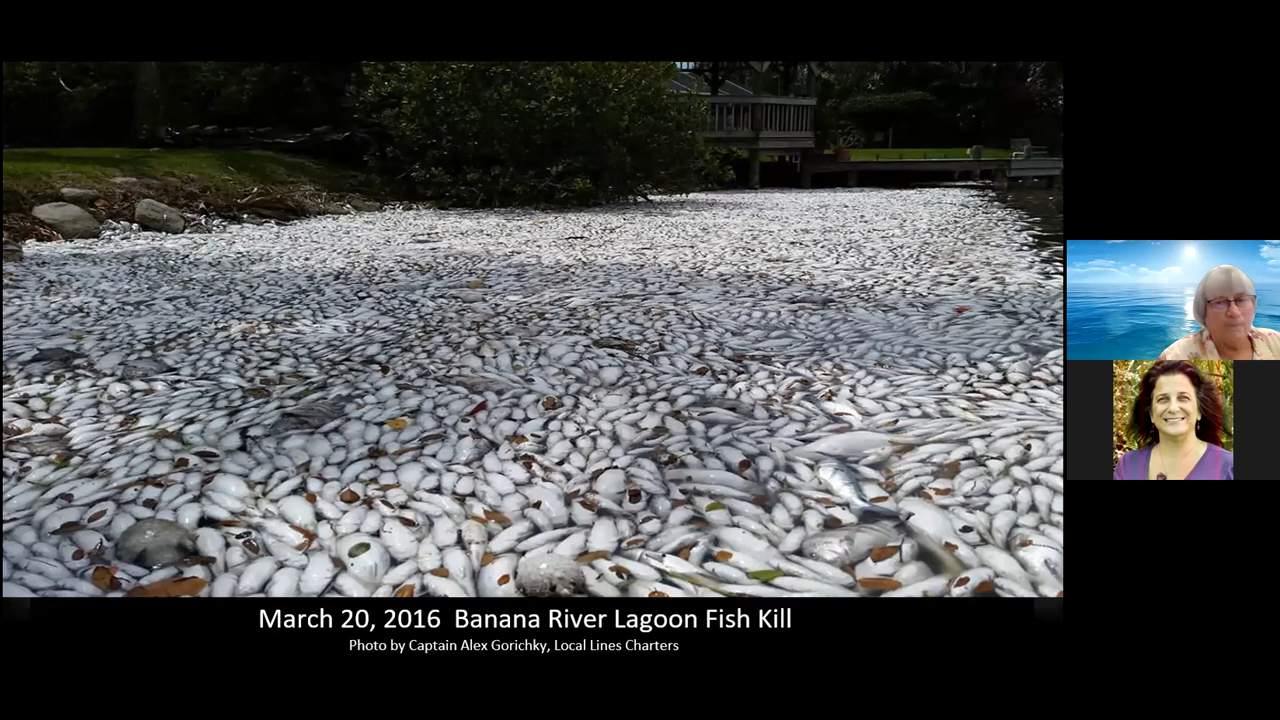 March 20, 2016  Banana River Lagoon Fish Kill
Photo by Captain Alex Gorichky, Local Lines Charters